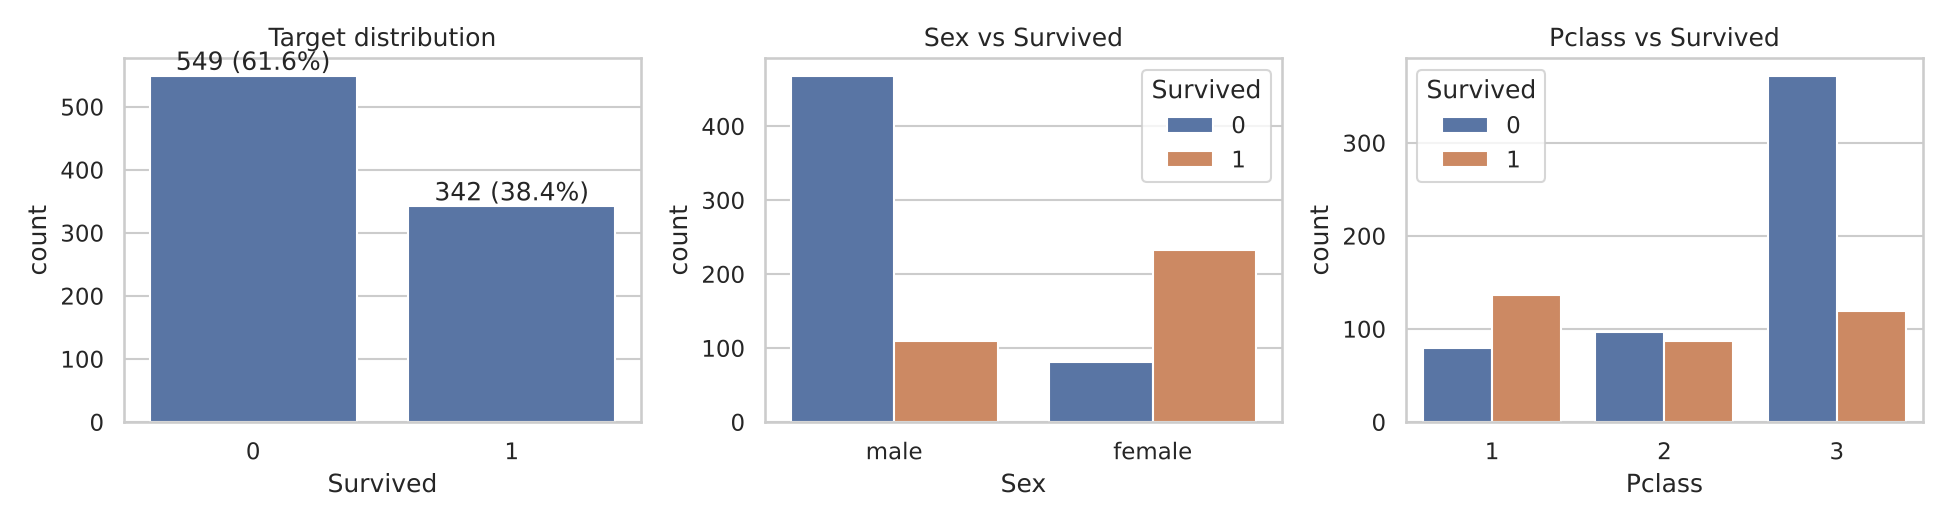 Target distribution
549 (61.6%)
342 (38.4%)
500
400
300
200
100
0
count
0
1
Survived
Sex vs Survived
Survived
0
1
400
300
200
100
0
count
male
female
Sex
Pclass vs Survived
Survived
0
1
300
200
100
0
count
1
2
3
Pclass